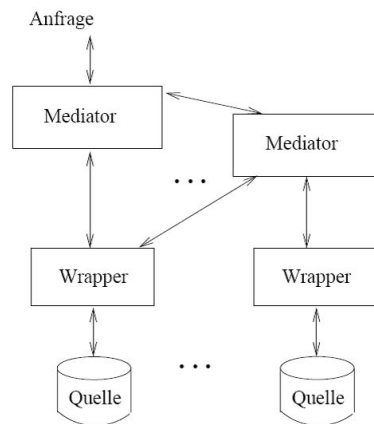 Anfrage
Mediator
Mediator
...
Wrapper
Wrapper
...
Quelle
Quelle